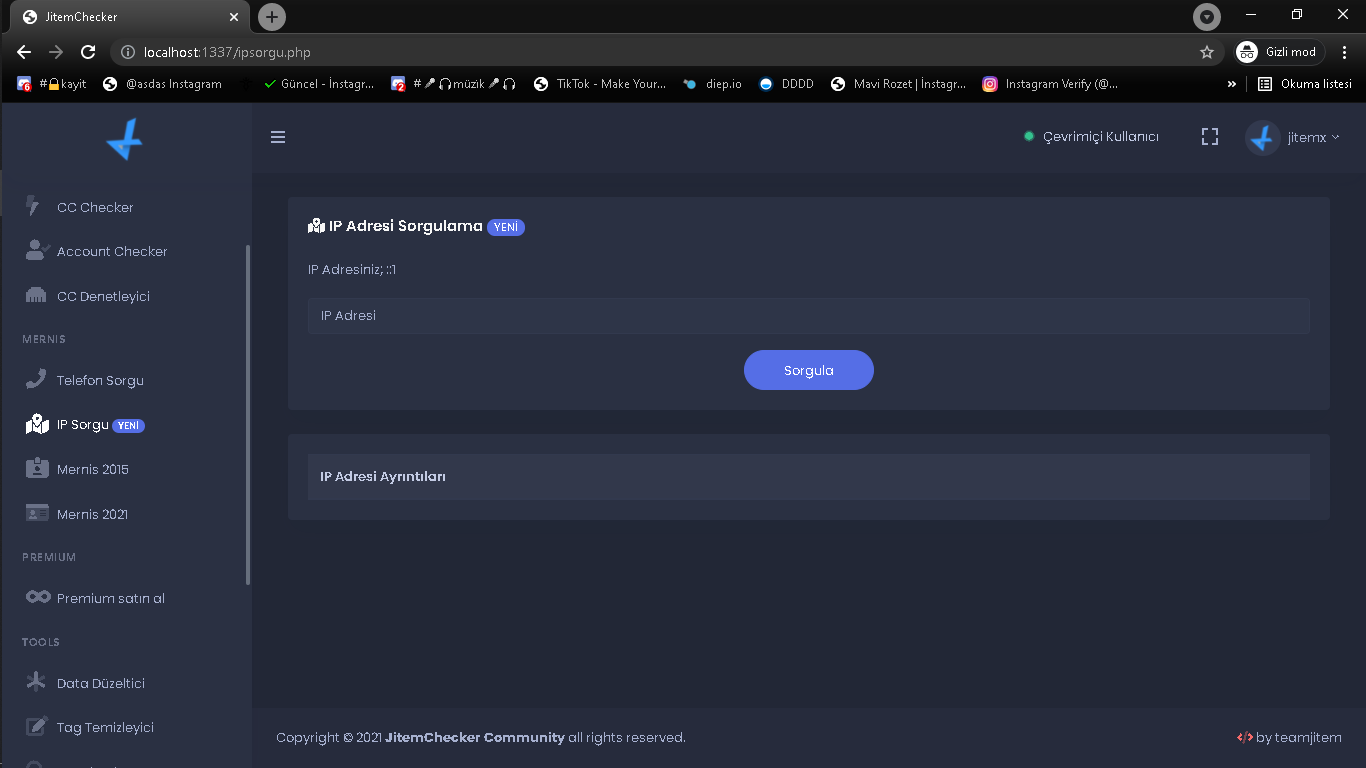 JitemChecker
localhost:1337/ipsorgu.php
Gizli mod
#🔒kayit
@asdas Instagram
Güncel - İnstagr...
#🎤🎧müzik🎤🎧
TikTok - Make Your...
diep.io
DDDD
Mavi Rozet | İnstagr...
Instagram Verify (@...
»
Okuma listesi
Çevrimiçi Kullanıcı
jitemx
CC Checker
Account Checker
CC Denetleyici
MERNIS
Telefon Sorgu
IP Sorgu YENİ
Mernis 2015
Mernis 2021
PREMIUM
Premium satın al
TOOLS
Data Düzeltici
Tag Temizleyici
IP Adresi Sorgulama YENİ
IP Adresiniz; ::1
IP Adresi
Sorgula
IP Adresi Ayrıntıları
Copyright © 2021 JitemChecker Community all rights reserved.
</> by teamjitem